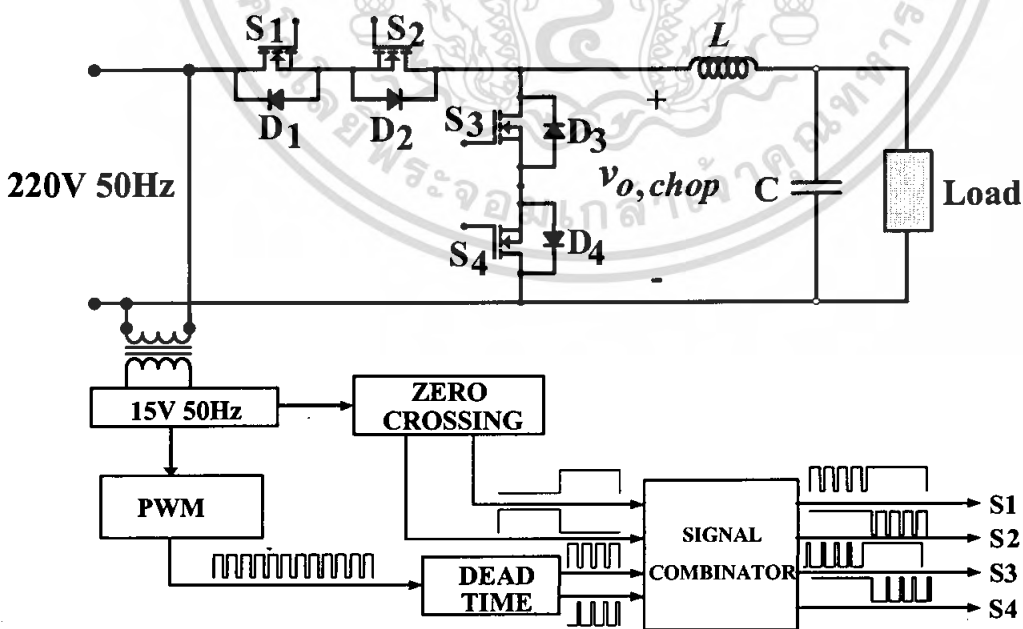 S1
S2
L
D1
D2
S3
D3
+
220V 50Hz
vo,chop
C
Load
S4
D4
-
15V 50Hz
ZERO
CROSSING
PWM
DEAD
TIME
SIGNAL
COMBINATOR
S1
S2
S3
S4